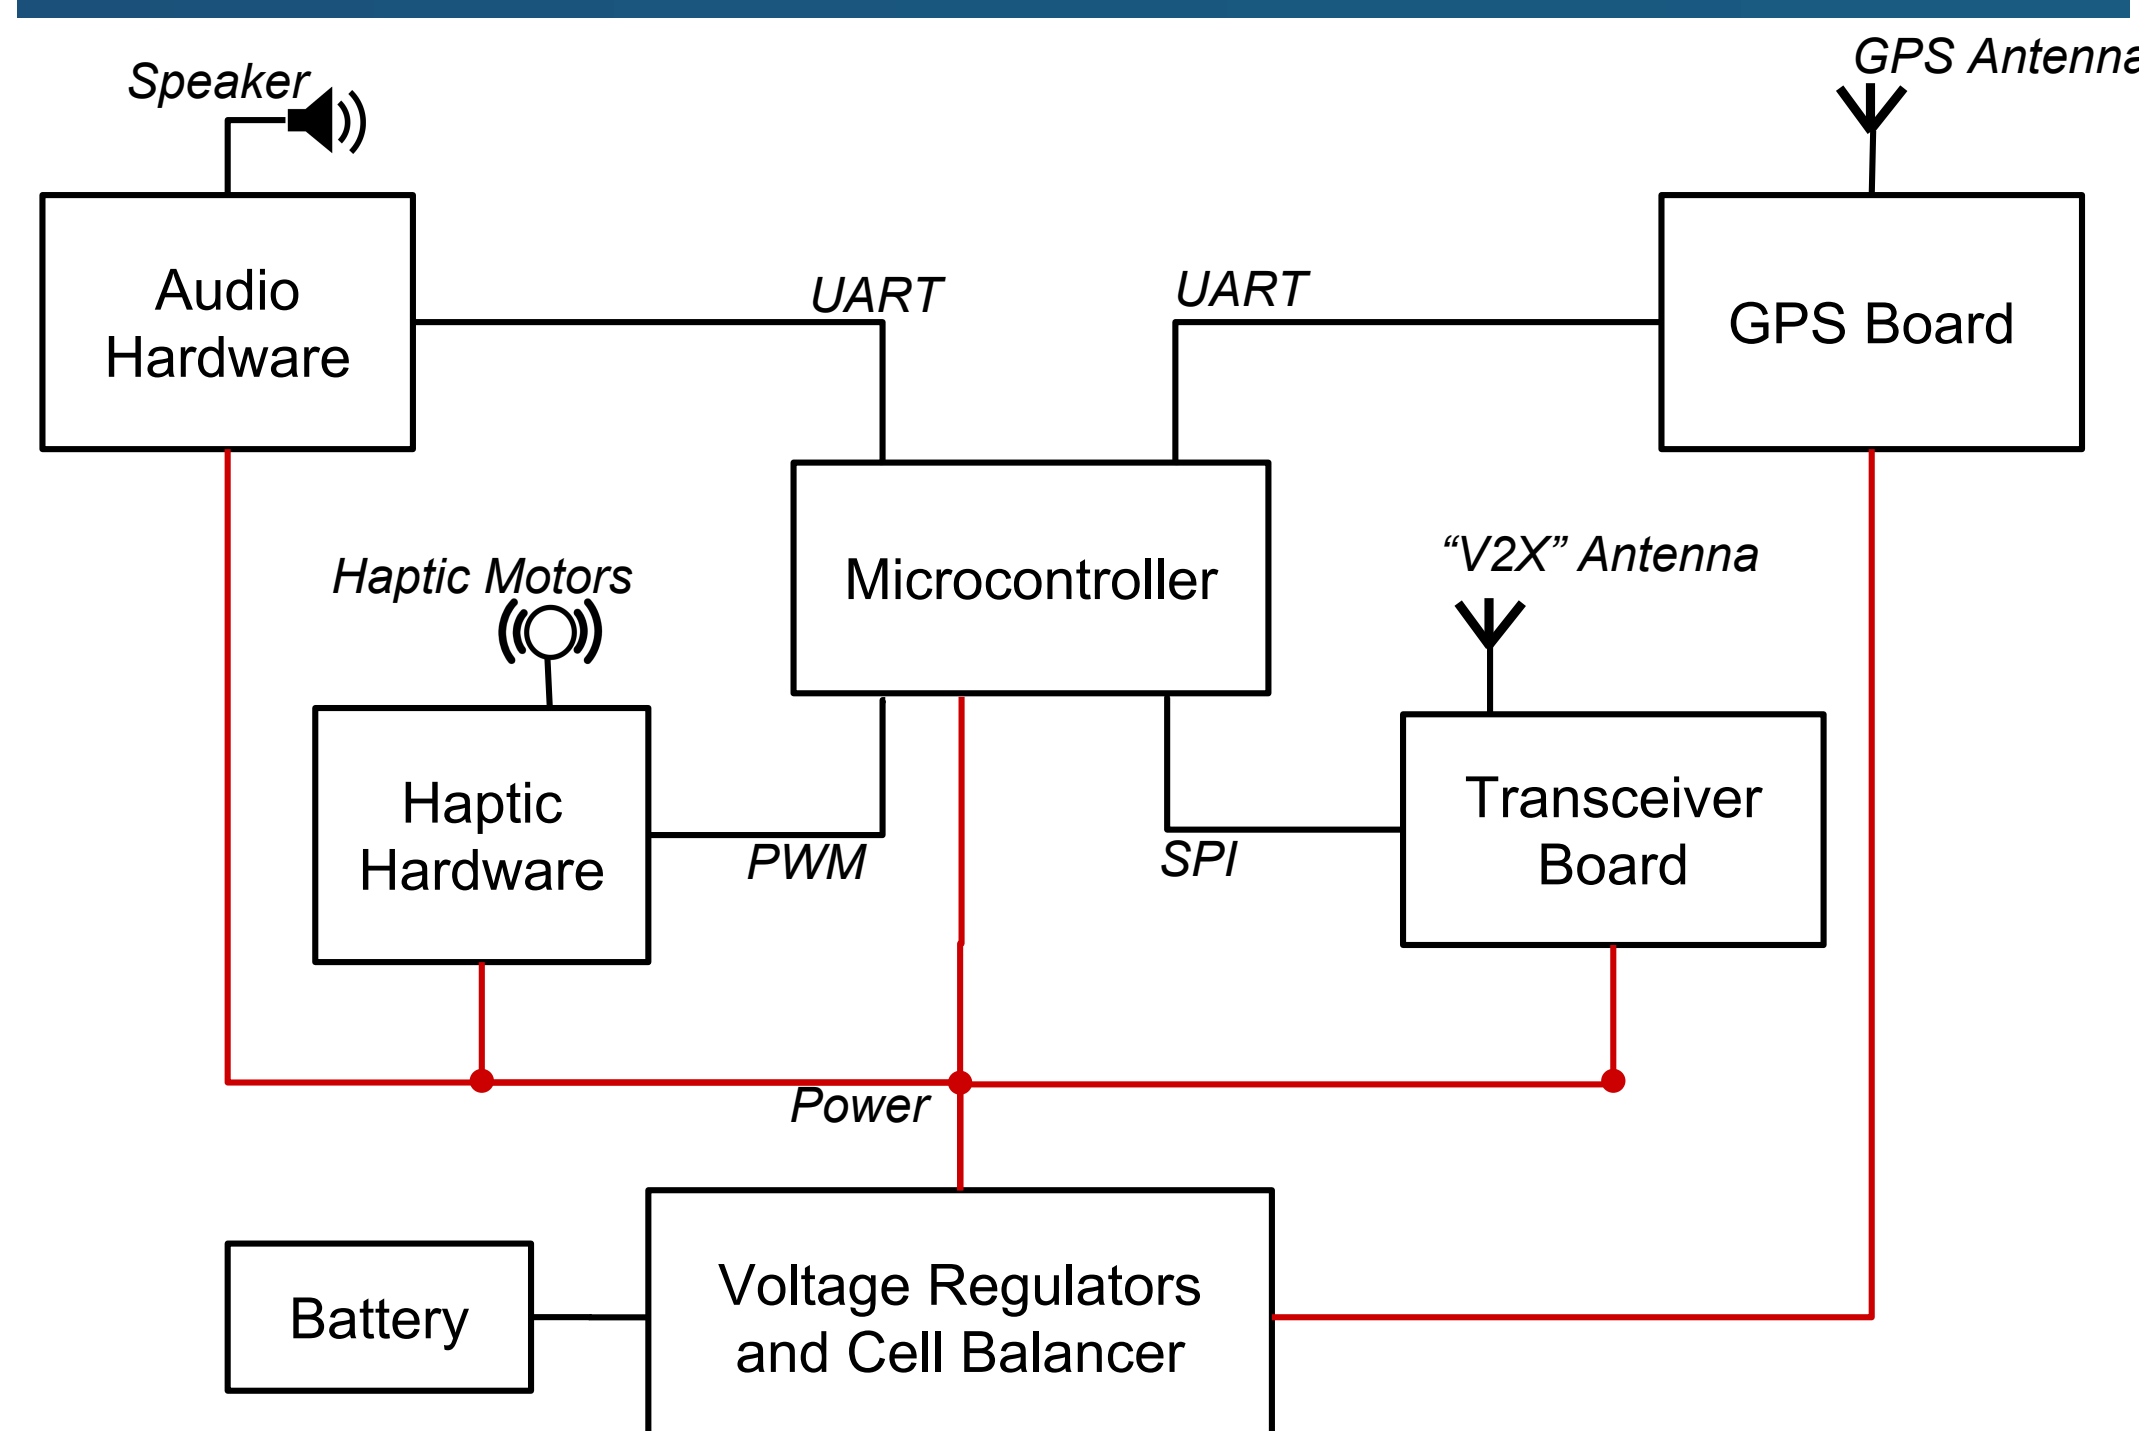 Speaker
GPS Antenna
Audio
Hardware
UART
UART
GPS Board
Haptic Motors
Microcontroller
“V2X” Antenna
Haptic
Hardware
PWM
SPI
Transceiver
Board
Power
Battery
Voltage Regulators
and Cell Balancer